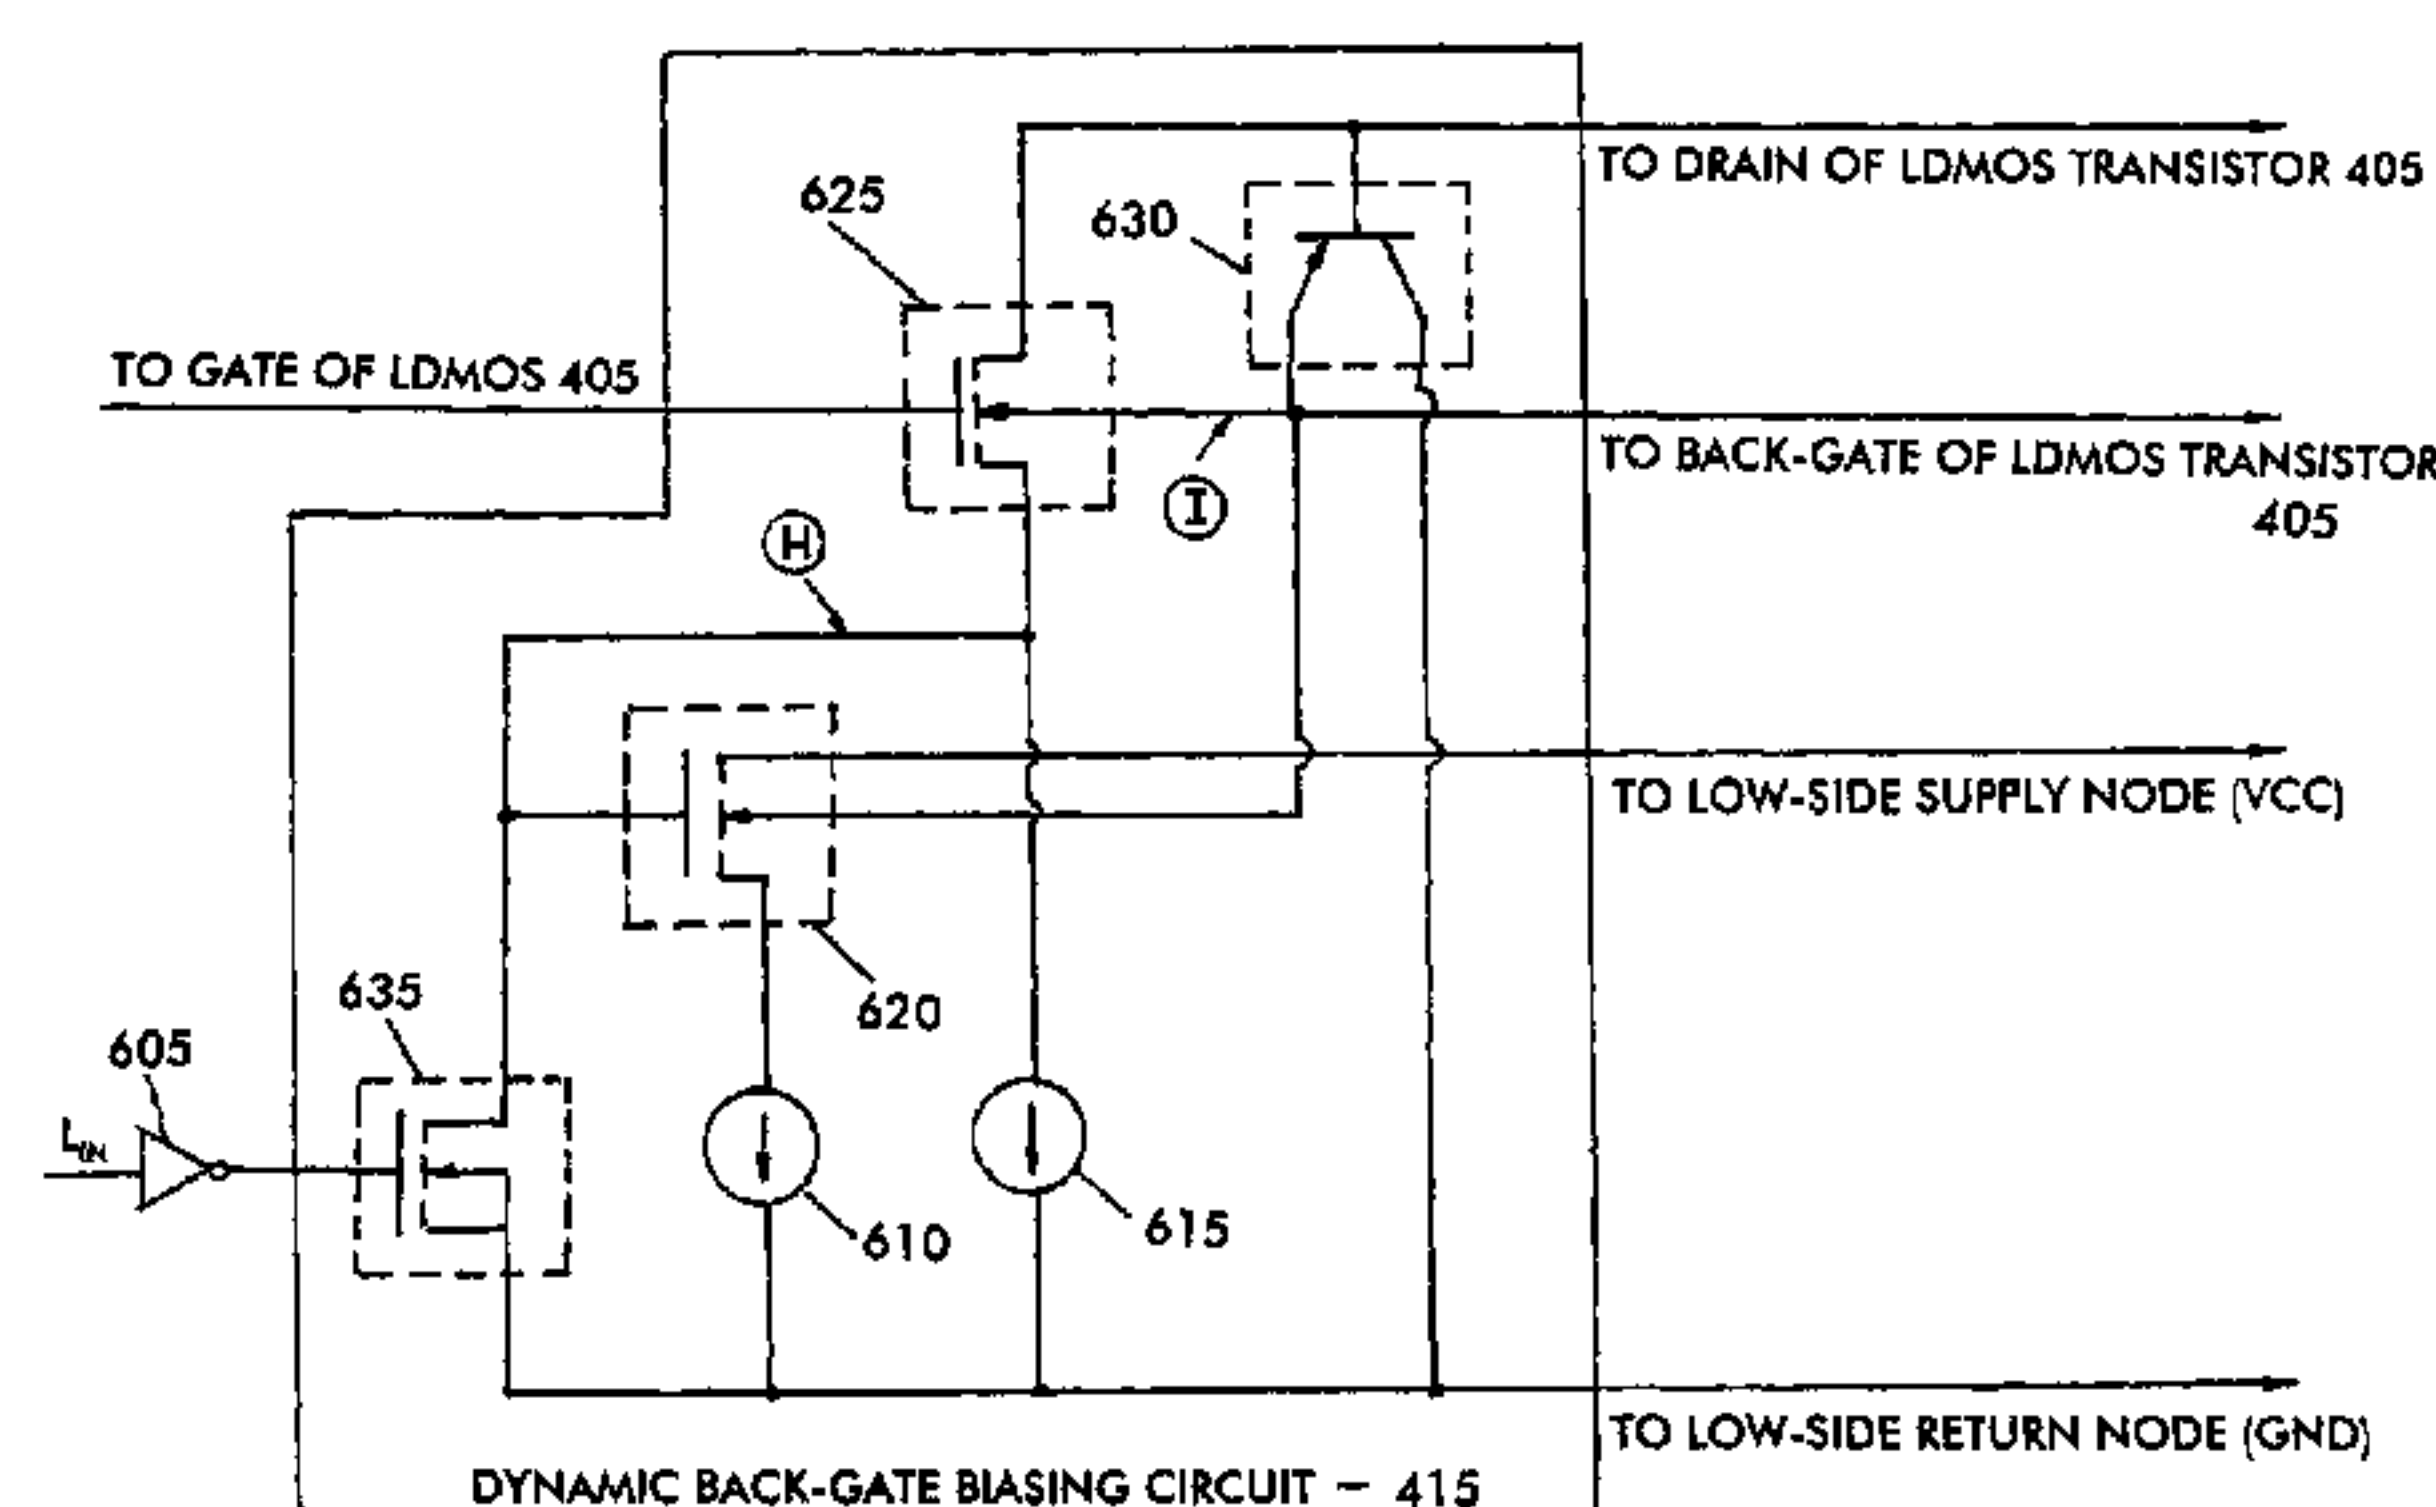 TO DRAIN OF LDMOS TRANSISTOR 405
625
630
TO GATE OF LDMOS 405
TO BACK-GATE OF LDMOS TRANSISTOR
405
I
H
TO LOW-SIDE SUPPLY NODE (VCC)
635
620
605
LIN
610
615
TO LOW-SIDE RETURN NODE (GND)
DYNAMIC BACK-GATE BIASING CIRCUIT - 415